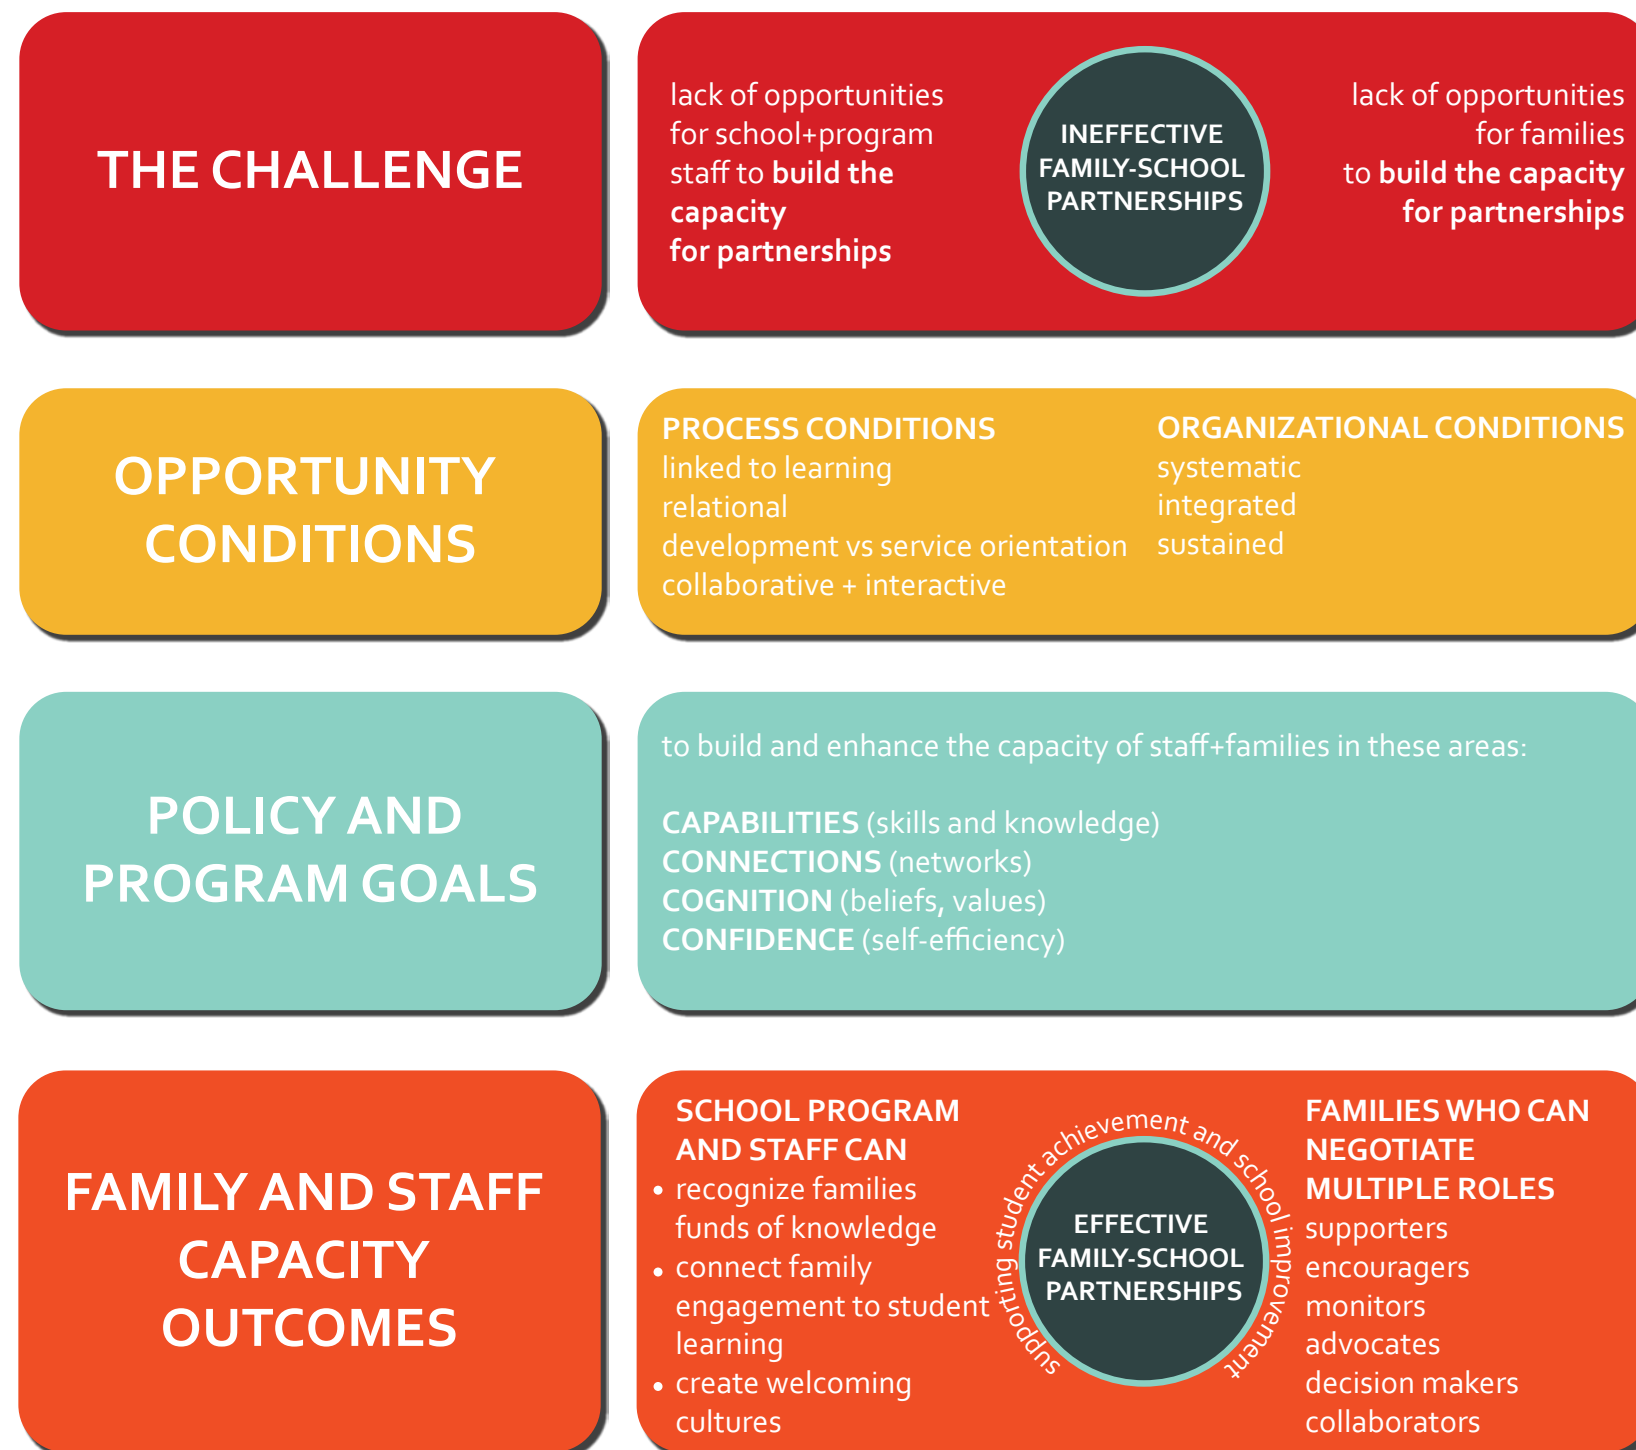 THE CHALLENGE
lack of opportunities
for school+program
staff to build the
capacity
for partnerships
INEFFECTIVE
FAMILY-SCHOOL
PARTNERSHIPS
lack of opportunities
for families
to build the capacity
for partnerships
OPPORTUNITY
CONDITIONS
PROCESS CONDITIONS
linked to learning
relational
development vs service orientation
collaborative + interactive
ORGANIZATIONAL CONDITIONS
systematic
integrated
sustained
POLICY AND
PROGRAM GOALS
to build and enhance the capacity of staff+families in these areas:
CAPABILITIES (skills and knowledge)
CONNECTIONS (networks)
COGNITION (beliefs, values)
CONFIDENCE (self-efficiency)
FAMILY AND STAFF
CAPACITY
OUTCOMES
SCHOOL PROGRAM
AND STAFF CAN
• recognize families
funds of knowledge
• connect family
engagement to student
learning
• create welcoming
cultures
supporting student achievement and school improvement
EFFECTIVE
FAMILY-SCHOOL
PARTNERSHIPS
FAMILIES WHO CAN
NEGOTIATE
MULTIPLE ROLES
supporters
encouragers
monitors
advocates
decision makers
collaborators